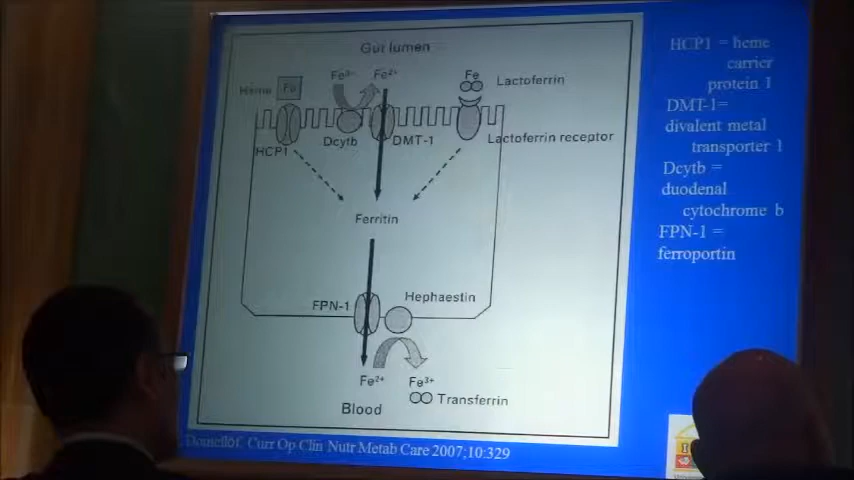 Gut lumen
Heme Fe
Fe³⁺ Fe²⁺
Fe
Lactoferrin
HCP1
Dcytb
DMT-1
Lactoferrin receptor
Ferritin
FPN-1
Hephaestin
Fe²⁺ Fe³⁺
Transferrin
Blood
HCP1 = heme
carrier
protein 1
DMT-1=
divalent metal
transporter 1
Dcytb =
duodenal
cytochrome b
FPN-1 =
ferroportin
Domellöf. Curr Op Clin Nutr Metab Care 2007;10:329